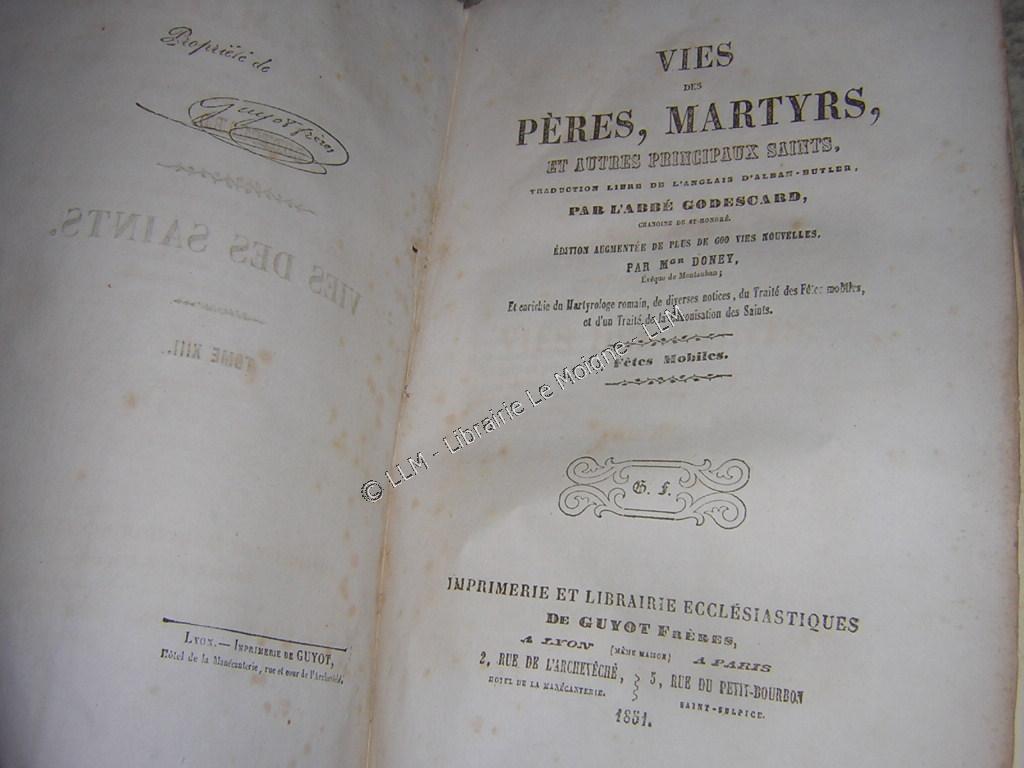 Propriété de
Guyot frères
VIES DES SAINTS.
TOME XIII.
LYON. — IMPRIMERIE DE GUYOT,
Hôtel de la Manécanterie, rue et cour de l'Archevêché.
VIES
DES
PÈRES, MARTYRS,
ET AUTRES PRINCIPAUX SAINTS,
TRADUCTION LIBRE DE L'ANGLAIS D'ALBAN-BUTLER,
PAR L'ABBÉ GODESCARD,
CHANOINE DE ST-HONORÉ.
ÉDITION AUGMENTÉE DE PLUS DE 600 VIES NOUVELLES,
PAR MGR DONEY,
Évêque de Montauban;
Et enrichie du Martyrologe romain, de diverses notices, du Traité des Fêtes mobiles,
et d'un Traité de la Canonisation des Saints.
Fêtes Mobiles.
G. F.
IMPRIMERIE ET LIBRAIRIE ECCLÉSIASTIQUES
DE GUYOT FRÈRES,
A LYON (MÊME MAISON) A PARIS
2, RUE DE L'ARCHEVÊCHÉ, 5, RUE DU PETIT-BOURBON
HOTEL DE LA MANÉCANTERIE. SAINT-SULPICE.
1851.
© LLM - Librairie Le Moigne - LLM